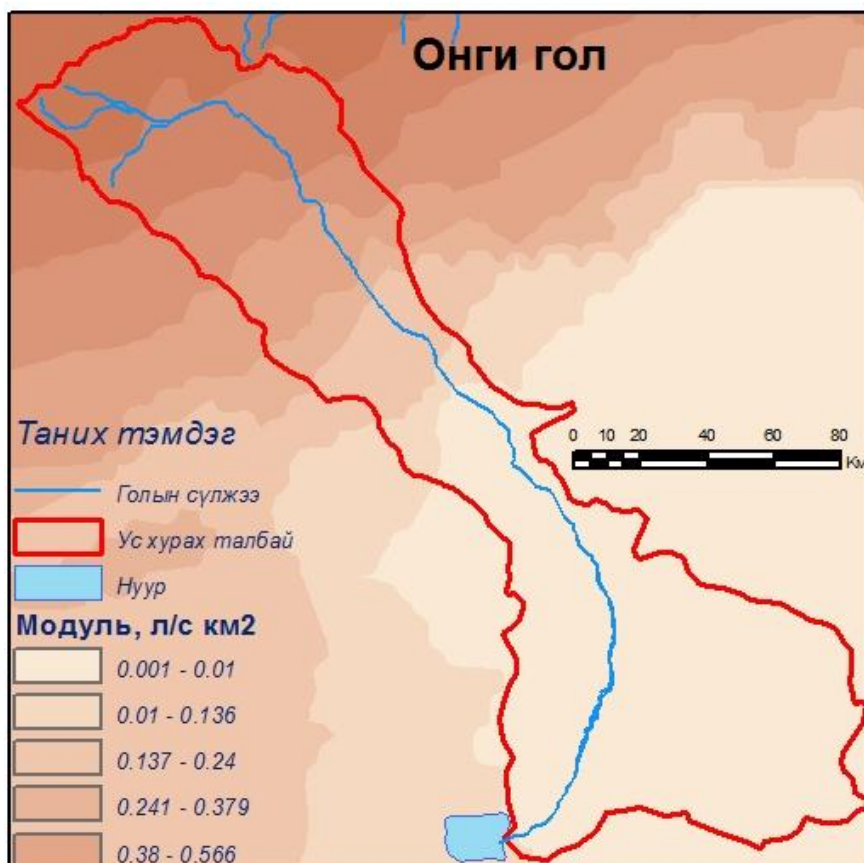 Онги гол
Таних тэмдэг
0 10 20 40 60 80
Км
Голын сүлжээ
Ус хурах талбай
Нуур
Модуль, л/с км2
0.001 - 0.01
0.01 - 0.136
0.137 - 0.24
0.241 - 0.379
0.38 - 0.566